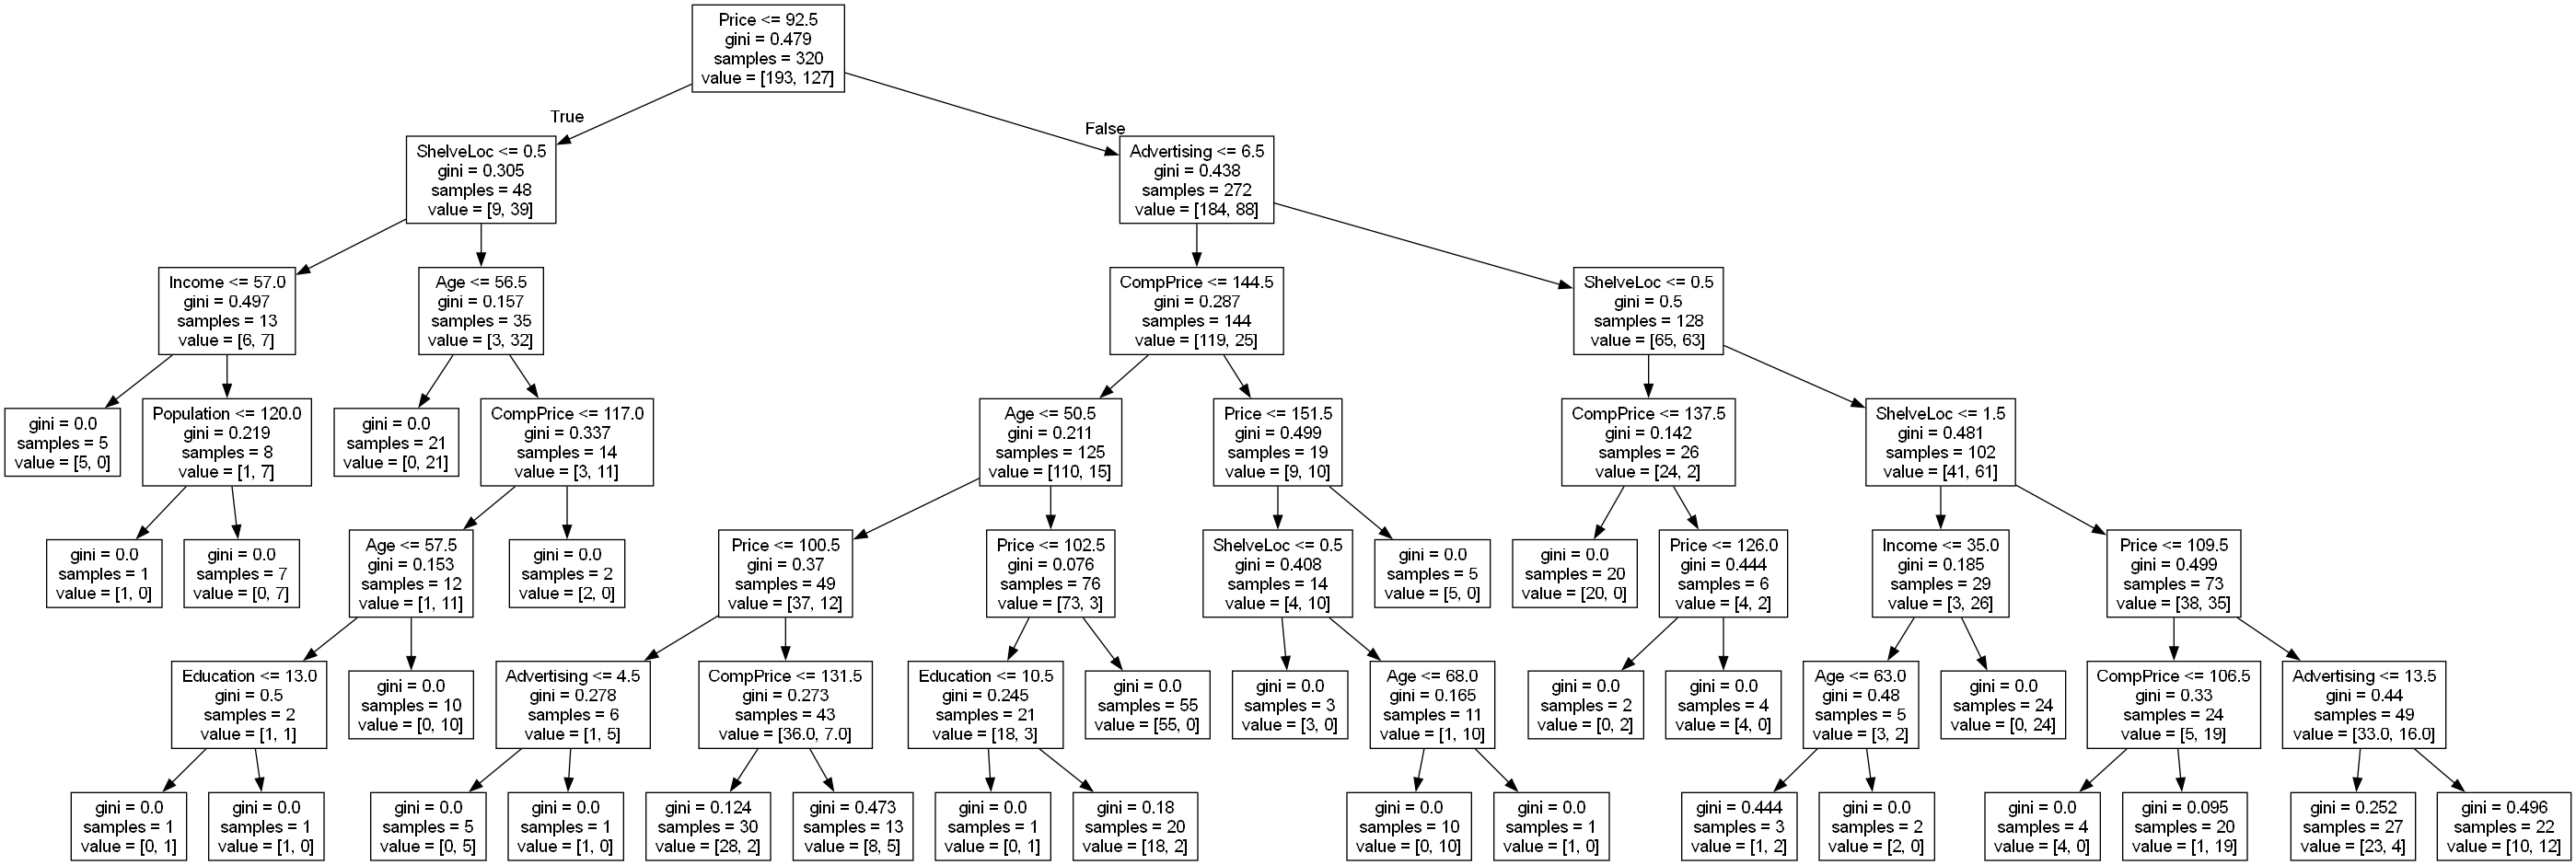 Price <= 92.5
gini = 0.479
samples = 320
value = [193, 127]
True
False
ShelveLoc <= 0.5
gini = 0.305
samples = 48
value = [9, 39]
Advertising <= 6.5
gini = 0.438
samples = 272
value = [184, 88]
Income <= 57.0
gini = 0.497
samples = 13
value = [6, 7]
Age <= 56.5
gini = 0.157
samples = 35
value = [3, 32]
CompPrice <= 144.5
gini = 0.287
samples = 144
value = [119, 25]
ShelveLoc <= 0.5
gini = 0.5
samples = 128
value = [65, 63]
gini = 0.0
samples = 5
value = [5, 0]
Population <= 120.0
gini = 0.219
samples = 8
value = [1, 7]
gini = 0.0
samples = 21
value = [0, 21]
CompPrice <= 117.0
gini = 0.337
samples = 14
value = [3, 11]
Age <= 50.5
gini = 0.211
samples = 125
value = [110, 15]
Price <= 151.5
gini = 0.499
samples = 19
value = [9, 10]
CompPrice <= 137.5
gini = 0.142
samples = 26
value = [24, 2]
ShelveLoc <= 1.5
gini = 0.481
samples = 102
value = [41, 61]
gini = 0.0
samples = 1
value = [1, 0]
gini = 0.0
samples = 7
value = [0, 7]
Age <= 57.5
gini = 0.153
samples = 12
value = [1, 11]
gini = 0.0
samples = 2
value = [2, 0]
Price <= 100.5
gini = 0.37
samples = 49
value = [37, 12]
Price <= 102.5
gini = 0.076
samples = 76
value = [73, 3]
ShelveLoc <= 0.5
gini = 0.408
samples = 14
value = [4, 10]
gini = 0.0
samples = 5
value = [5, 0]
gini = 0.0
samples = 20
value = [20, 0]
Price <= 126.0
gini = 0.444
samples = 6
value = [4, 2]
Income <= 35.0
gini = 0.185
samples = 29
value = [3, 26]
Price <= 109.5
gini = 0.499
samples = 73
value = [38, 35]
Education <= 13.0
gini = 0.5
samples = 2
value = [1, 1]
gini = 0.0
samples = 10
value = [0, 10]
Advertising <= 4.5
gini = 0.278
samples = 6
value = [1, 5]
CompPrice <= 131.5
gini = 0.273
samples = 43
value = [36.0, 7.0]
Education <= 10.5
gini = 0.245
samples = 21
value = [18, 3]
gini = 0.0
samples = 55
value = [55, 0]
gini = 0.0
samples = 3
value = [3, 0]
Age <= 68.0
gini = 0.165
samples = 11
value = [1, 10]
gini = 0.0
samples = 2
value = [0, 2]
gini = 0.0
samples = 4
value = [4, 0]
Age <= 63.0
gini = 0.48
samples = 5
value = [3, 2]
gini = 0.0
samples = 24
value = [0, 24]
CompPrice <= 106.5
gini = 0.33
samples = 24
value = [5, 19]
Advertising <= 13.5
gini = 0.44
samples = 49
value = [33.0, 16.0]
gini = 0.0
samples = 1
value = [0, 1]
gini = 0.0
samples = 1
value = [1, 0]
gini = 0.0
samples = 5
value = [0, 5]
gini = 0.0
samples = 1
value = [1, 0]
gini = 0.124
samples = 30
value = [28, 2]
gini = 0.473
samples = 13
value = [8, 5]
gini = 0.0
samples = 1
value = [0, 1]
gini = 0.18
samples = 20
value = [18, 2]
gini = 0.0
samples = 10
value = [0, 10]
gini = 0.0
samples = 1
value = [1, 0]
gini = 0.444
samples = 3
value = [1, 2]
gini = 0.0
samples = 2
value = [2, 0]
gini = 0.0
samples = 4
value = [4, 0]
gini = 0.095
samples = 20
value = [1, 19]
gini = 0.252
samples = 27
value = [23, 4]
gini = 0.496
samples = 22
value = [10, 12]